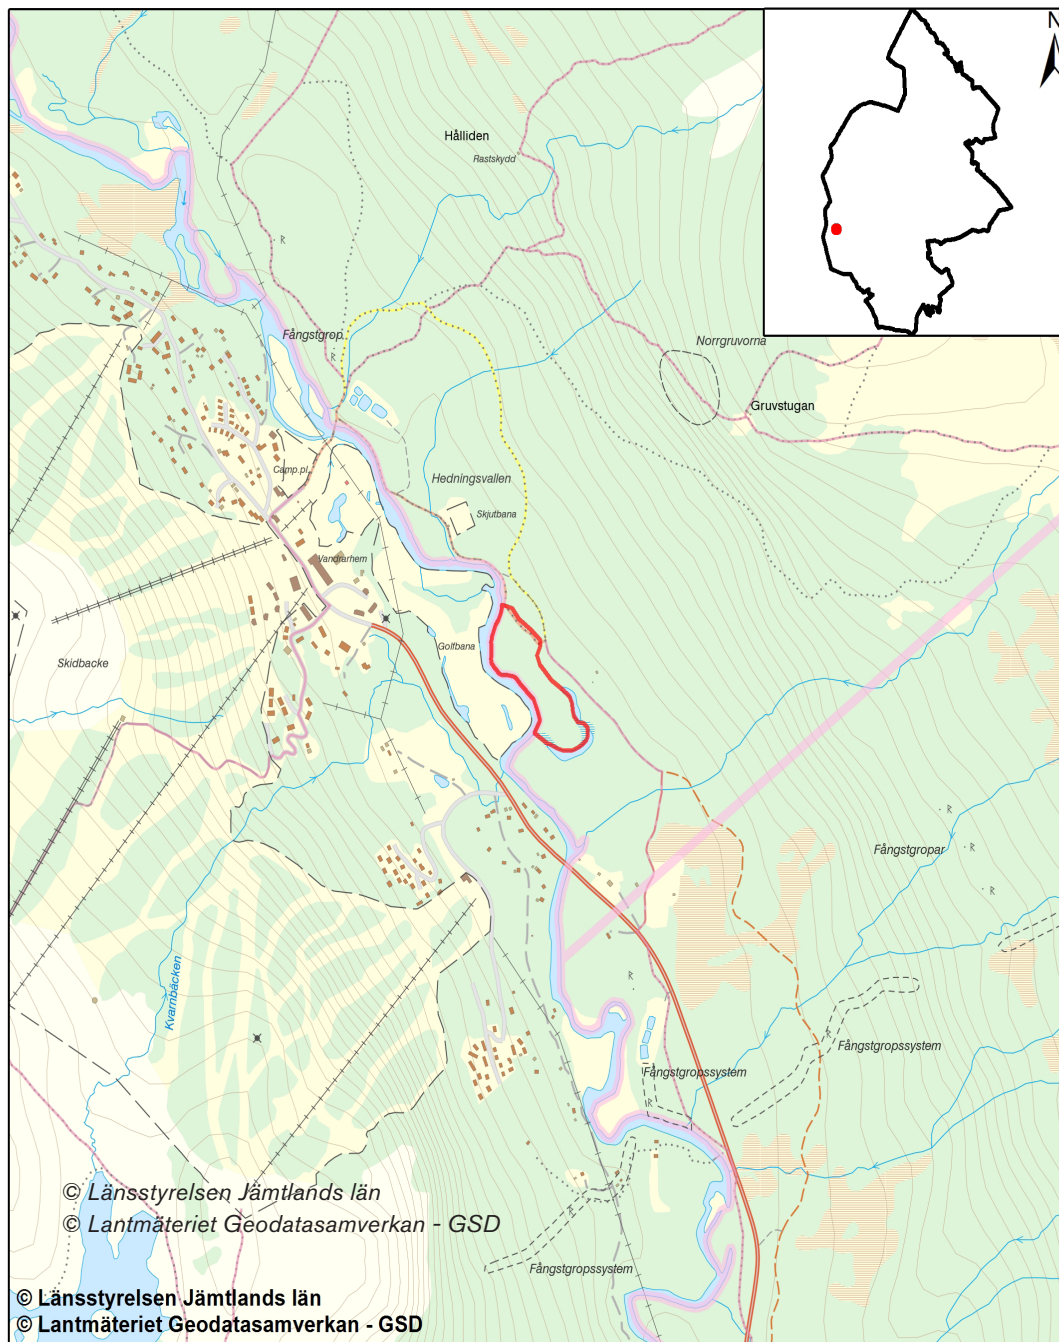 N
Hålliden
Rastskydd
Fångstgrop
R
R
Norrgruvorna
Gruvstugan
Camp.pl
Hedningsvallen
Skjutbana
Vandrarhem
Golfbana
Skidbacke
Fångstgropar
R
R
R
Kvarnbäcken
Fångstgropssystem
R
Fångstgropssystem
R
R
Fångstgropssystem
© Länsstyrelsen Jämtlands län
© Lantmäteriet Geodatasamverkan - GSD
© Länsstyrelsen Jämtlands län
© Lantmäteriet Geodatasamverkan - GSD